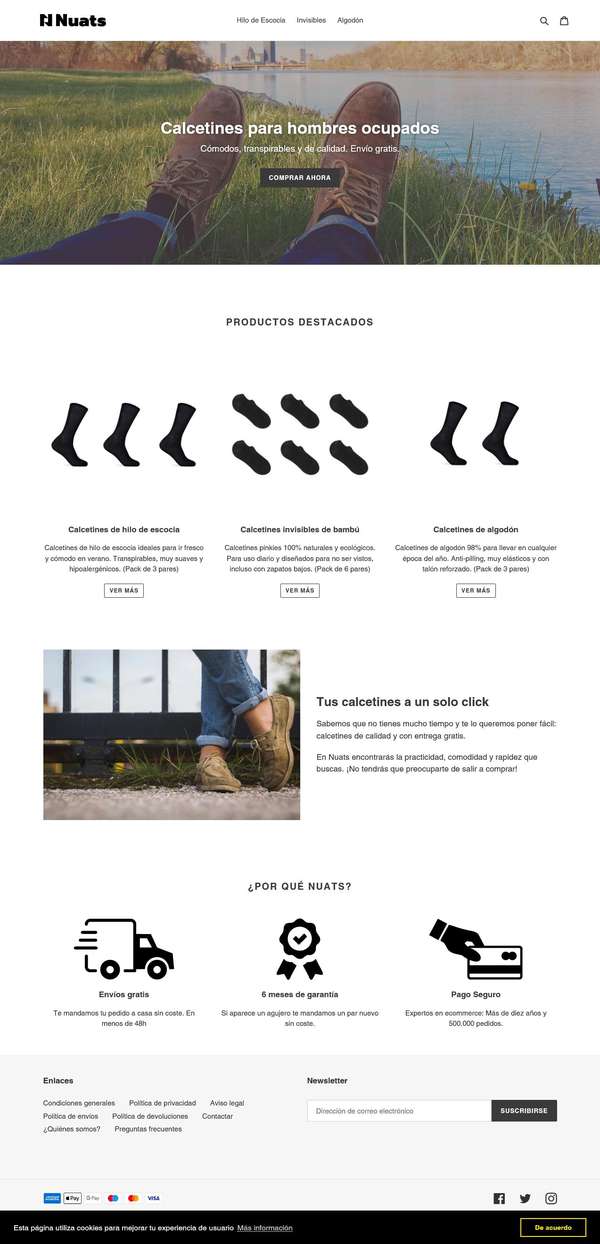 Nuats
Hilo de Escocia Invisibles Algodón
Calcetines para hombres ocupados
Cómodos, transpirables y de calidad. Envío gratis.
COMPRAR AHORA
PRODUCTOS DESTACADOS
Calcetines de hilo de escocia
Calcetines de hilo de escocia ideales para ir fresco
y cómodo en verano. Transpirables, muy suaves y
hipoalergénicos. (Pack de 3 pares)
VER MÁS
Calcetines invisibles de bambú
Calcetines pinkies 100% naturales y ecológicos.
Para uso diario y diseñados para no ser vistos,
incluso con zapatos bajos. (Pack de 6 pares)
VER MÁS
Calcetines de algodón
Calcetines de algodón 98% para llevar en cualquier
época del año. Anti-pilling, muy elásticos y con
talón reforzado. (Pack de 3 pares)
VER MÁS
Tus calcetines a un solo click
Sabemos que no tienes mucho tiempo y te lo queremos poner fácil:
calcetines de calidad y con entrega gratis.
En Nuats encontrarás la practicidad, comodidad y rapidez que
buscas. ¡No tendrás que preocuparte de salir a comprar!
¿POR QUÉ NUATS?
Envíos gratis
Te mandamos tu pedido a casa sin coste. En
menos de 48h
6 meses de garantía
Si aparece un agujero te mandamos un par nuevo
sin coste.
Pago Seguro
Expertos en ecommerce: Más de diez años y
500.000 pedidos.
Enlaces
Condiciones generales Política de privacidad Aviso legal
Política de envíos Política de devoluciones Contactar
¿Quiénes somos? Preguntas frecuentes
Newsletter
Dirección de correo electrónico SUSCRIBIRSE
Pay G Pay VISA
Esta página utiliza cookies para mejorar tu experiencia de usuario Más información De acuerdo